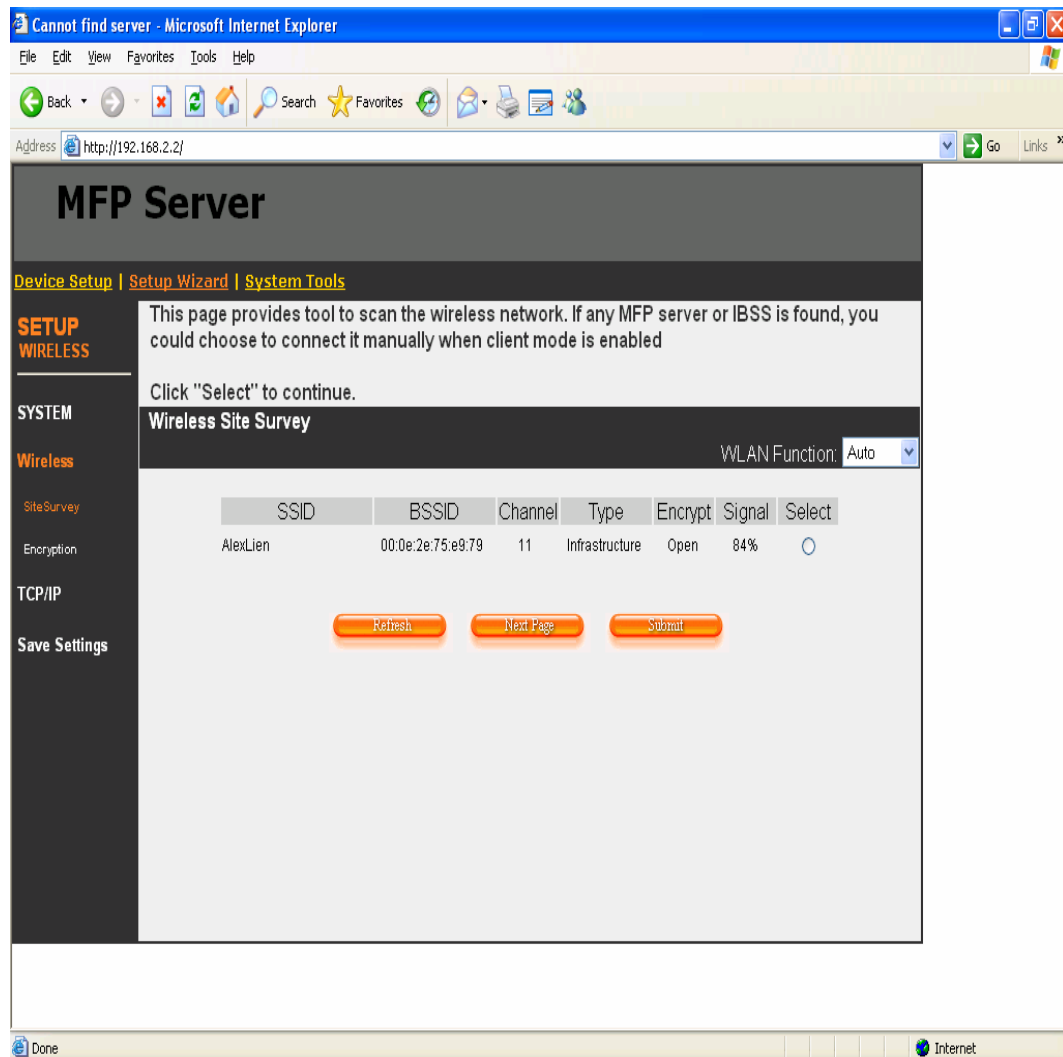 Cannot find server - Microsoft Internet Explorer
File Edit View Favorites Tools Help
Back Search Favorites
Address http://192.168.2.2/ Go Links »
MFP Server
Device Setup | Setup Wizard | System Tools
SETUP
WIRELESS
SYSTEM
Wireless
SiteSurvey
Encryption
TCP/IP
Save Settings
This page provides tool to scan the wireless network. If any MFP server or IBSS is found, you
could choose to connect it manually when client mode is enabled
Click "Select" to continue.
Wireless Site Survey
WLAN Function: Auto
SSID BSSID Channel Type Encrypt Signal Select
AlexLien 00:0e:2e:75:e9:79 11 Infrastructure Open 84%
Refresh Next Page Submit
Done Internet